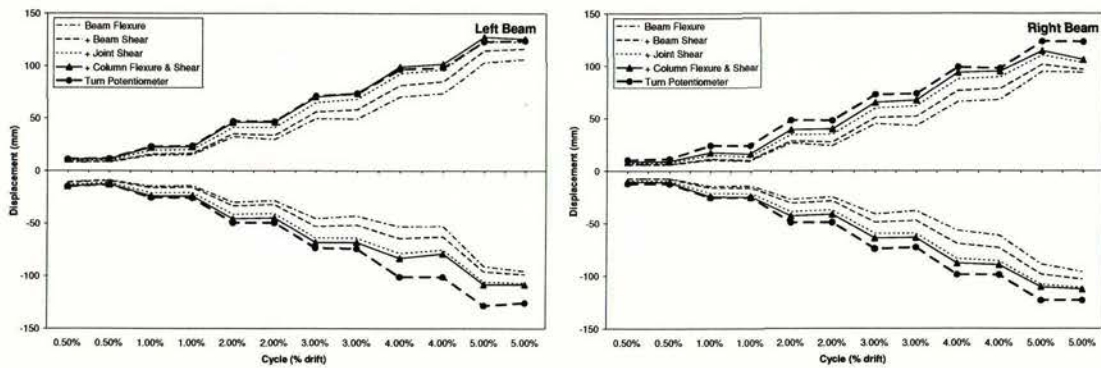 Beam Flexure
+ Beam Shear
+ Joint Shear
+ Column Flexure & Shear
Turn Potentiometer
Left Beam
150
100
50
0
-50
-100
-150
Displacement (mm)
0.50% 0.50% 1.00% 1.00% 2.00% 2.00% 3.00% 3.00% 4.00% 4.00% 5.00% 5.00%
Cycle (% drift)
Beam Flexure
+ Beam Shear
+ Joint Shear
+ Column Flexure & Shear
Turn Potentiometer
Right Beam
150
100
50
0
-50
-100
-150
Displacement (mm)
0.50% 0.50% 1.00% 1.00% 2.00% 2.00% 3.00% 3.00% 4.00% 4.00% 5.00% 5.00%
Cycle (% drift)